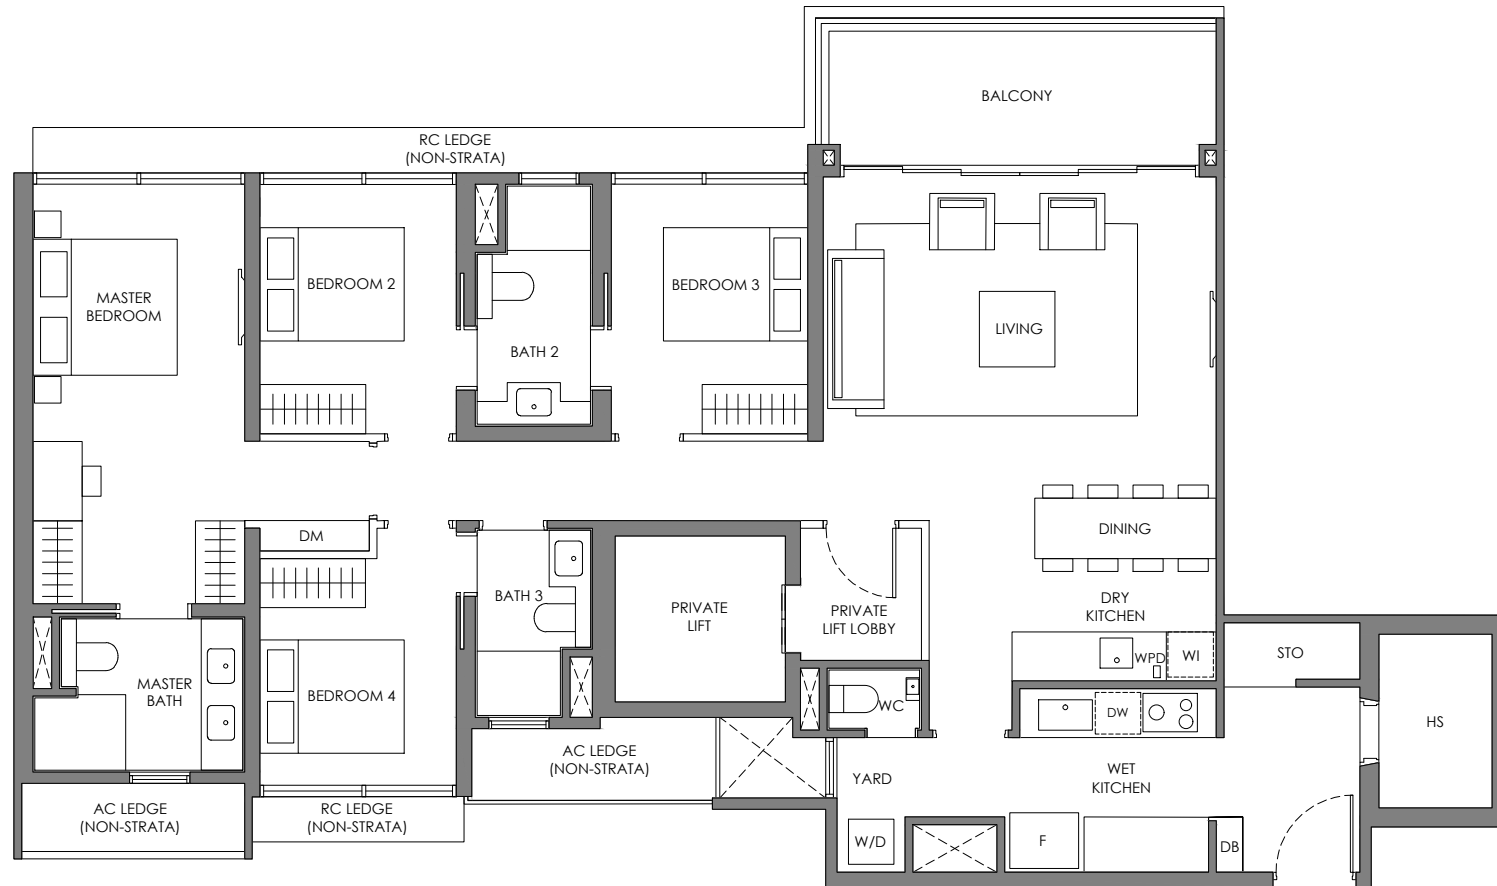 BALCONY
RC LEDGE
(NON-STRATA)
MASTER
BEDROOM
BEDROOM 2
BATH 2
BEDROOM 3
LIVING
DM
DINING
DRY
KITCHEN
BATH 3
PRIVATE
LIFT
PRIVATE
LIFT LOBBY
WPD
WI
STO
MASTER
BATH
BEDROOM 4
WC
DW
HS
AC LEDGE
(NON-STRATA)
YARD
WET
KITCHEN
AC LEDGE
(NON-STRATA)
RC LEDGE
(NON-STRATA)
W/D
F
DB